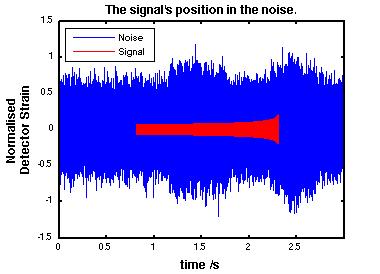 The signal's position in the noise.
Noise
Signal
Normalised
Detector Strain
1.5
1
0.5
0
-0.5
-1
-1.5
0 0.5 1 1.5 2 2.5
time /s